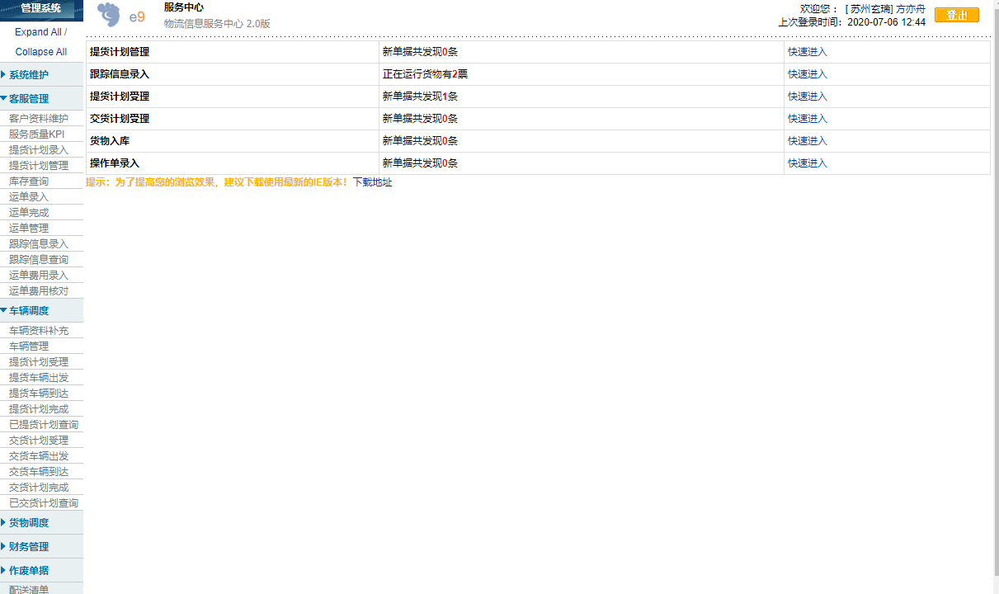 管理系统
Expand All /
Collapse All
系统维护
客服管理
客户资料维护
服务质量KPI
提货计划录入
提货计划管理
库存查询
运单录入
运单完成
运单管理
跟踪信息录入
跟踪信息查询
运单费用录入
运单费用核对
车辆调度
车辆资料补充
车辆管理
提货计划受理
提货车辆出发
提货车辆到达
提货计划完成
已提货计划查询
交货计划受理
交货车辆出发
交货车辆到达
交货计划完成
已交货计划查询
货物调度
财务管理
作废单据
配送清单
e9
服务中心
物流信息服务中心 2.0版
欢迎您： [ 苏州玄瑞] 方亦舟
上次登录时间：2020-07-06 12:44
登出
提货计划管理 新单据共发现0条 快速进入
跟踪信息录入 正在运行货物有2票 快速进入
提货计划受理 新单据共发现1条 快速进入
交货计划受理 新单据共发现0条 快速进入
货物入库 新单据共发现0条 快速进入
操作单录入 新单据共发现0条 快速进入
提示：为了提高您的浏览效果，建议下载使用最新的IE版本！下载地址